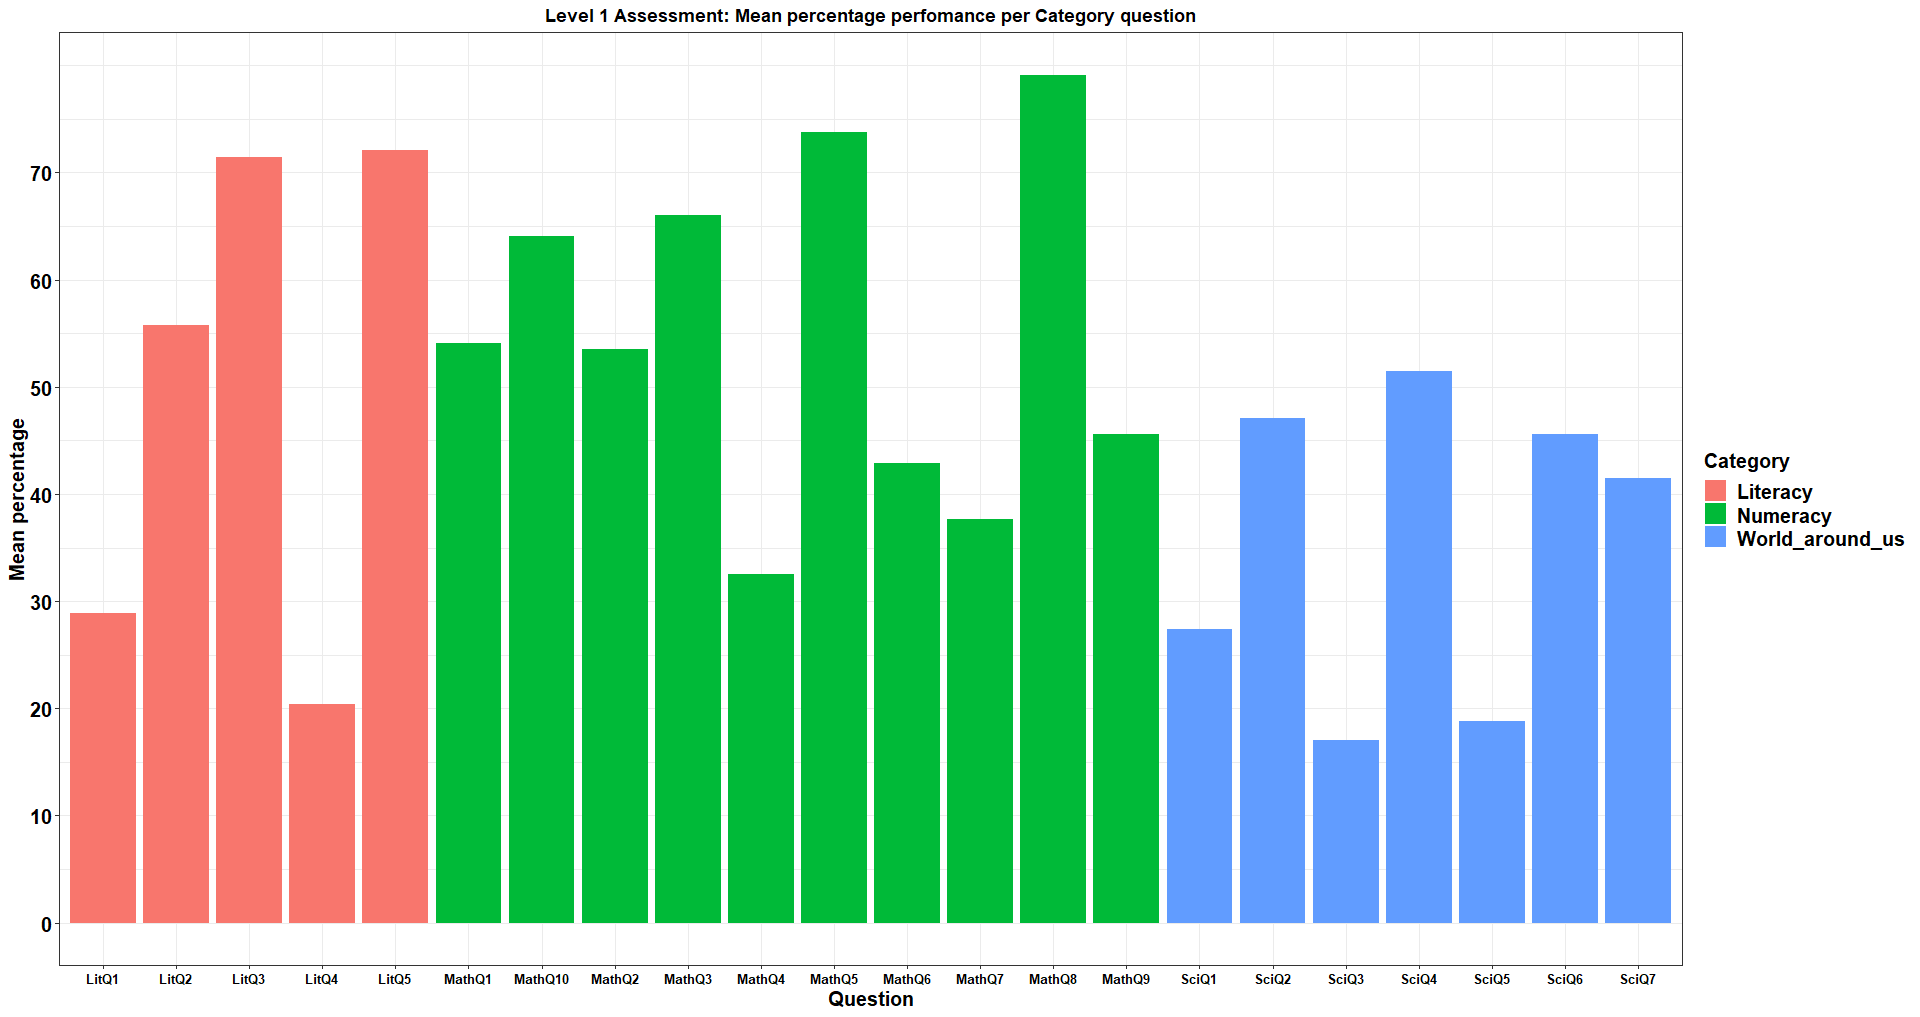 Level 1 Assessment: Mean percentage perfomance per Category question
Mean percentage
70
60
50
40
30
20
10
0
LitQ1 LitQ2 LitQ3 LitQ4 LitQ5 MathQ1 MathQ10 MathQ2 MathQ3 MathQ4 MathQ5 MathQ6 MathQ7 MathQ8 MathQ9 SciQ1 SciQ2 SciQ3 SciQ4 SciQ5 SciQ6 SciQ7
Question
Category
Literacy
Numeracy
World_around_us